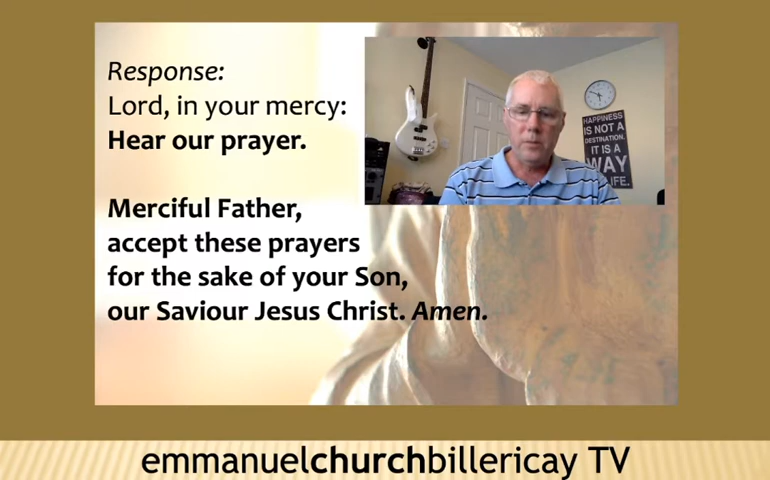 Response:
Lord, in your mercy:
Hear our prayer.
Merciful Father,
accept these prayers
for the sake of your Son,
our Saviour Jesus Christ. Amen.
HAPPINESS
IS NOT A
DESTINATION.
IT IS A
WAY
LIFE.
emmanuelchurchbillericay TV